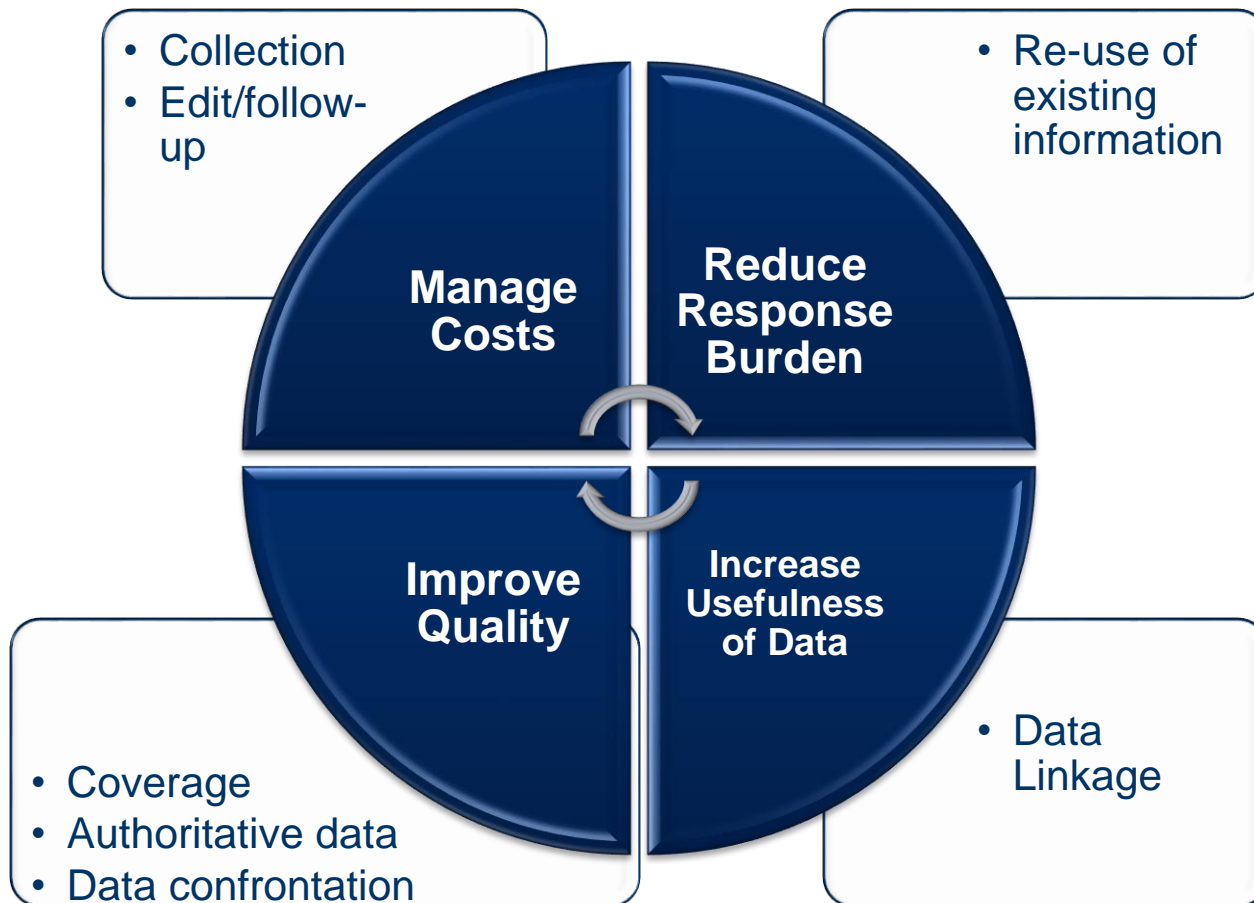 • Collection
• Edit/follow-
up
• Re-use of
existing
information
Manage
Costs
Reduce
Response
Burden
Improve
Quality
Increase
Usefulness
of Data
• Coverage
• Authoritative data
• Data confrontation
• Data
Linkage